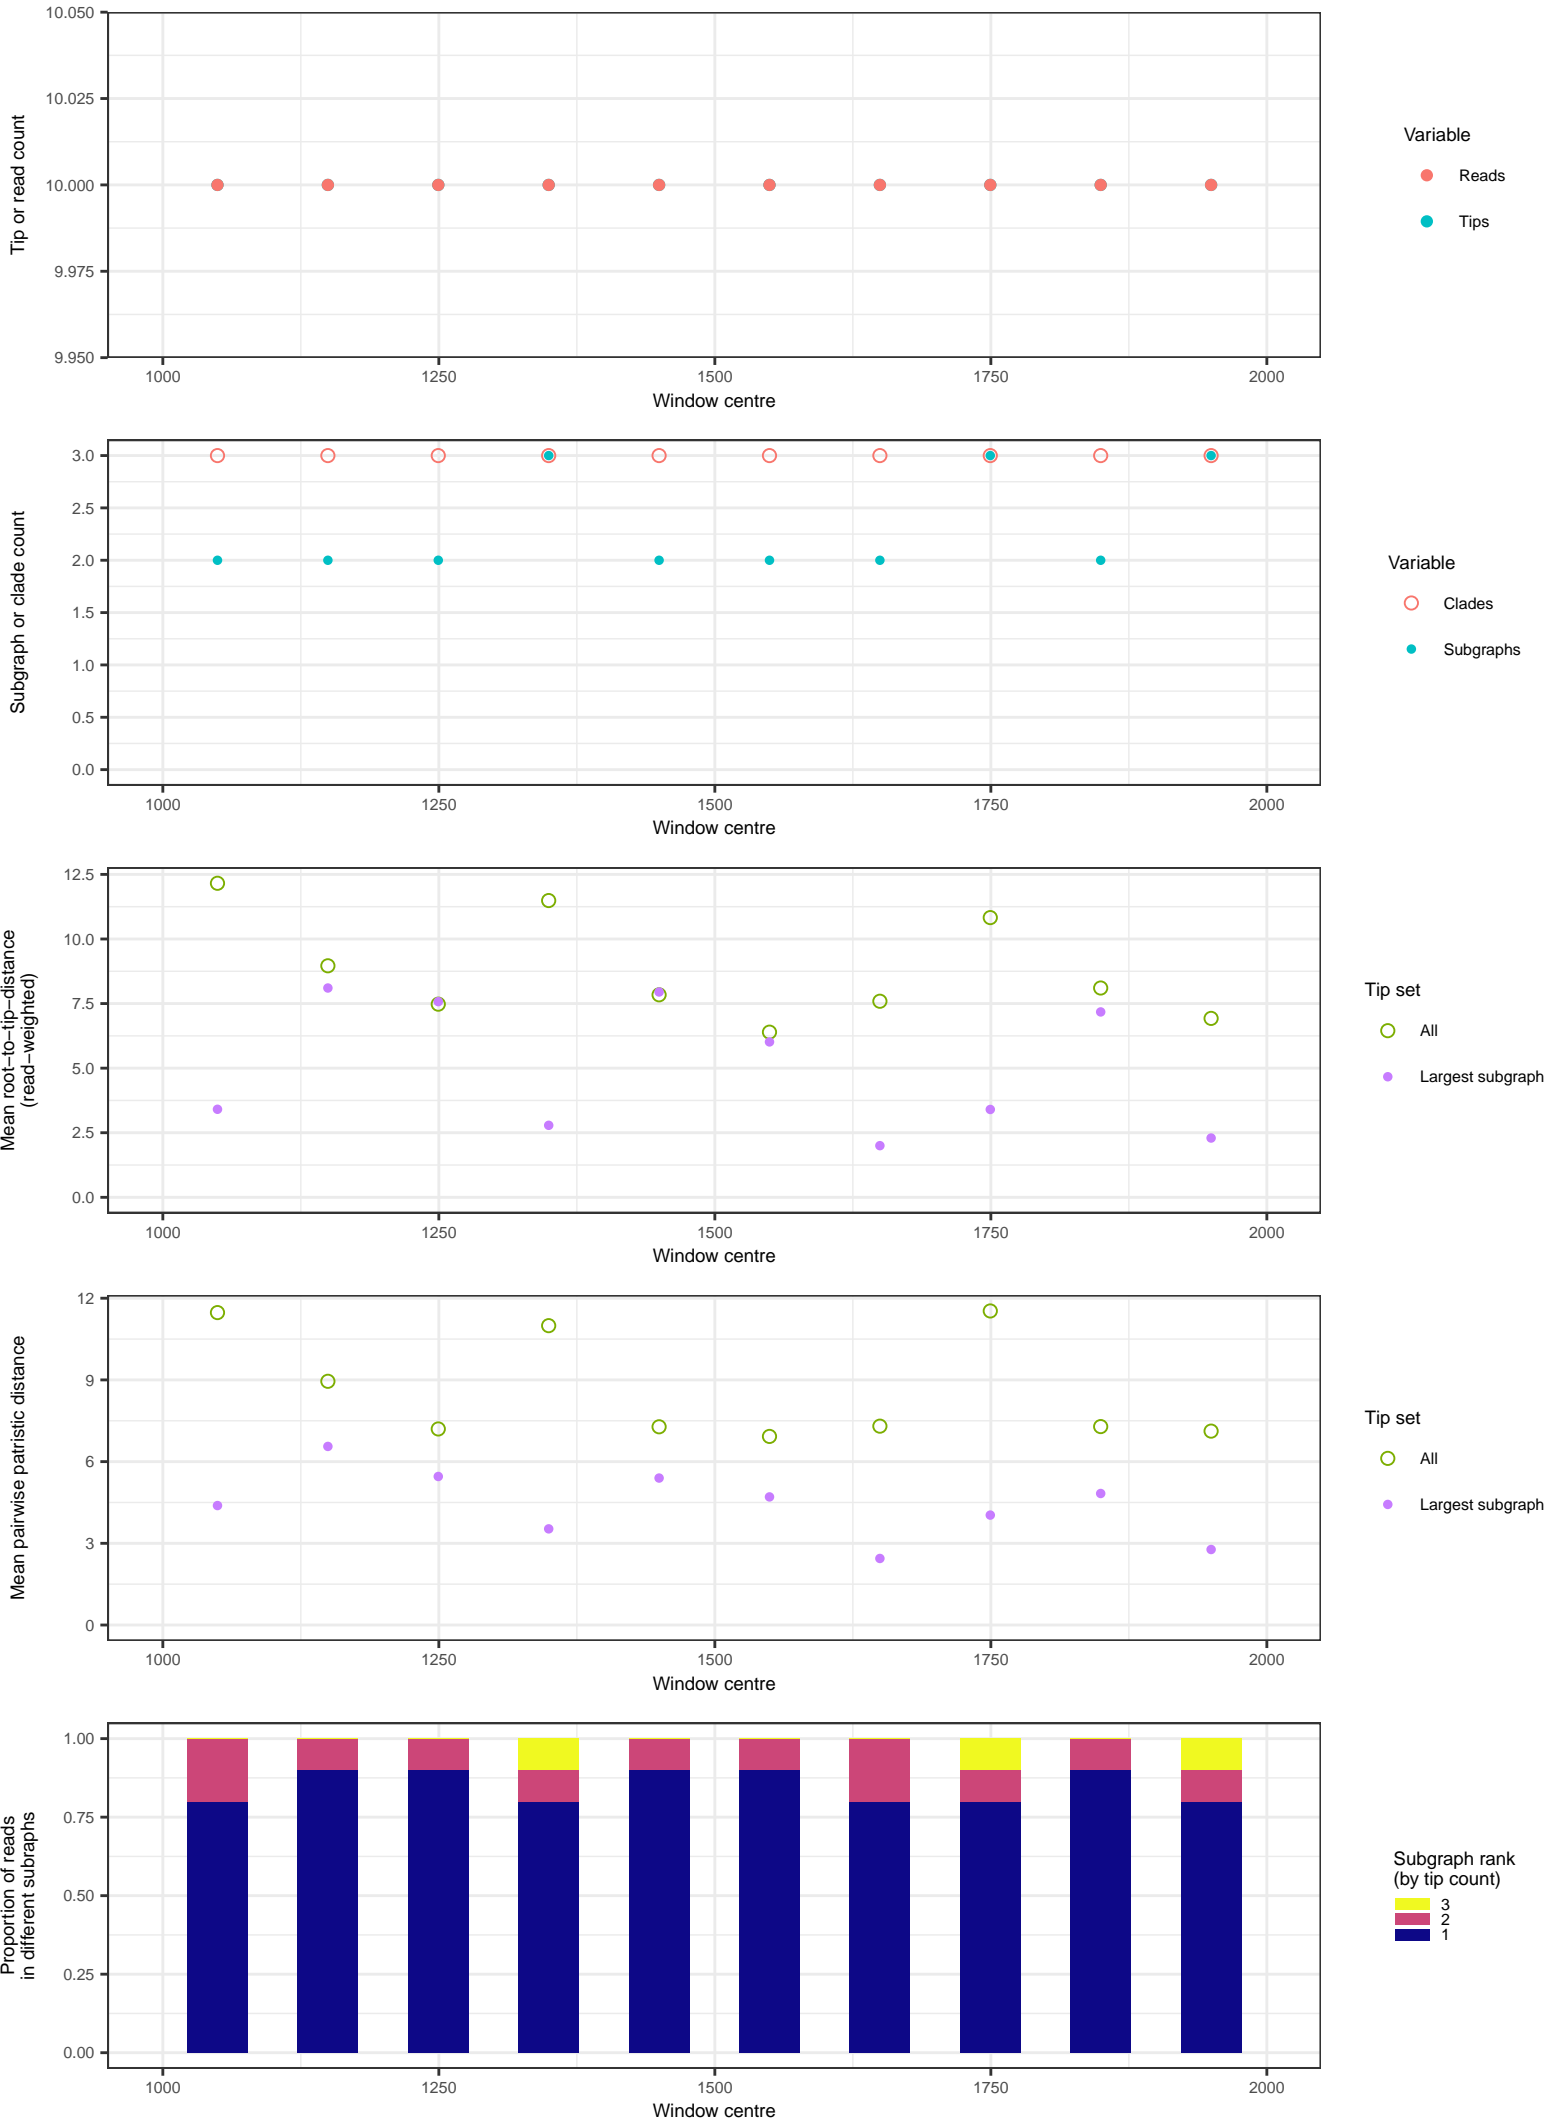 10.050
10.025
10.000
9.975
9.950
Tip or read count
1000 1250 1500 1750 2000
Window centre
Variable
Reads
Tips
3.0
2.5
2.0
1.5
1.0
0.5
0.0
Subgraph or clade count
1000 1250 1500 1750 2000
Window centre
Variable
Clades
Subgraphs
12.5
10.0
7.5
5.0
2.5
0.0
Mean root−to−tip−distance
(read−weighted)
1000 1250 1500 1750 2000
Window centre
Tip set
All
Largest subgraph
12
9
6
3
0
Mean pairwise patristic distance
1000 1250 1500 1750 2000
Window centre
Tip set
All
Largest subgraph
1.00
0.75
0.50
0.25
0.00
Proportion of reads
in different subraphs
1000 1250 1500 1750 2000
Window centre
Subgraph rank
(by tip count)
3
2
1